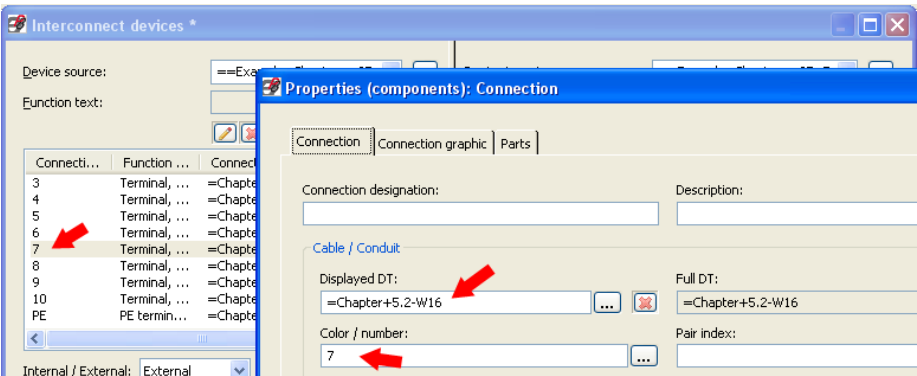 Interconnect devices *
Device source:
Function text:
Properties (components): Connection
Connection
Connection graphic
Parts
Connecti... Function ... Connec
3 Terminal, ... =Chapte
4 Terminal, ... =Chapte
5 Terminal, ... =Chapte
6 Terminal, ... =Chapte
7 Terminal, ... =Chapte
8 Terminal, ... =Chapte
9 Terminal, ... =Chapte
10 Terminal, ... =Chapte
PE PE termin... =Chapte
Internal / External: External
Connection designation:
Description:
Cable / Conduit
Displayed DT:
Full DT:
=Chapter+5.2-W16
...
=Chapter+5.2-W16
Color / number:
Pair index:
7
...